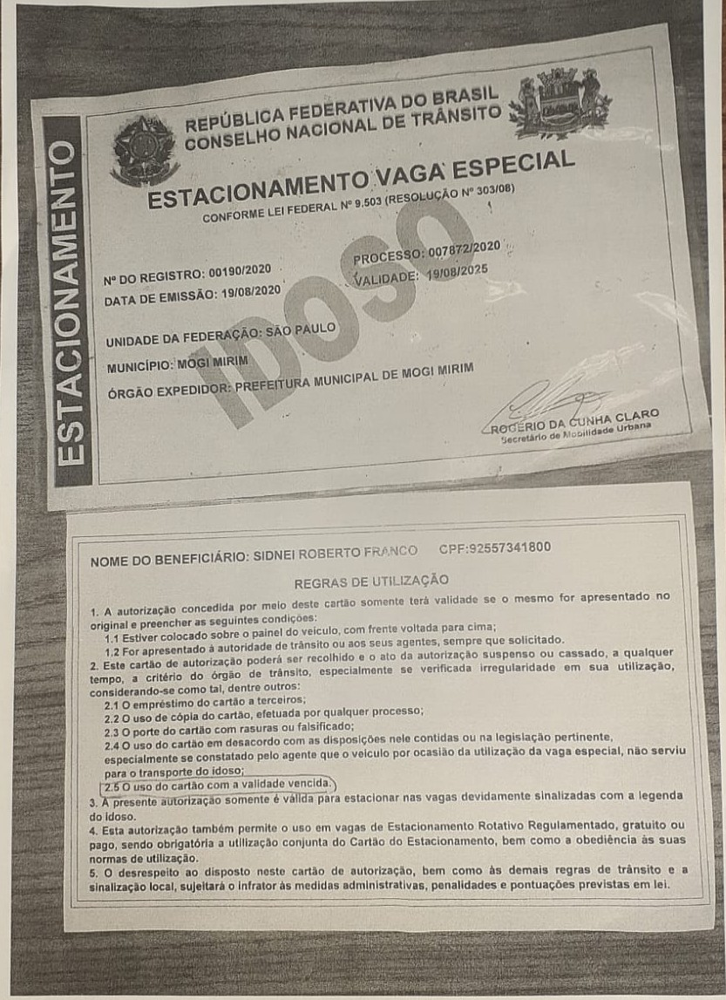 ESTACIONAMENTO
REPÚBLICA FEDERATIVA DO BRASIL
CONSELHO NACIONAL DE TRÂNSITO
ESTACIONAMENTO VAGA ESPECIAL
CONFORME LEI FEDERAL Nº 9.503 (RESOLUÇÃO Nº 303/08)
IDOSO
Nº DO REGISTRO: 00190/2020
PROCESSO: 007872/2020
DATA DE EMISSÃO: 19/08/2020
VALIDADE: 19/08/2025
UNIDADE DA FEDERAÇÃO: SÃO PAULO
MUNICÍPIO: MOGI MIRIM
ÓRGÃO EXPEDIDOR: PREFEITURA MUNICIPAL DE MOGI MIRIM
ROGÉRIO DA CUNHA CLARO
Secretário de Mobilidade Urbana
NOME DO BENEFICIÁRIO: SIDNEI ROBERTO FRANCO CPF:92557341800
REGRAS DE UTILIZAÇÃO
1. A autorização concedida por meio deste cartão somente terá validade se o mesmo for apresentado no
original e preencher as seguintes condições:
1.1 Estiver colocado sobre o painel do veículo, com frente voltada para cima;
1.2 For apresentado à autoridade de trânsito ou aos seus agentes, sempre que solicitado.
2. Este cartão de autorização poderá ser recolhido e o ato da autorização suspenso ou cassado, a qualquer
tempo, a critério do órgão de trânsito, especialmente se verificada irregularidade em sua utilização,
considerando-se como tal, dentre outros:
2.1 O empréstimo do cartão a terceiros;
2.2 O uso de cópia do cartão, efetuada por qualquer processo;
2.3 O porte do cartão com rasuras ou falsificado;
2.4 O uso do cartão em desacordo com as disposições nele contidas ou na legislação pertinente,
especialmente se constatado pelo agente que o veículo por ocasião da utilização da vaga especial, não serviu
para o transporte do idoso;
2.5 O uso do cartão com a validade vencida.
3. A presente autorização somente é válida para estacionar nas vagas devidamente sinalizadas com a legenda
do idoso.
4. Esta autorização também permite o uso em vagas de Estacionamento Rotativo Regulamentado, gratuito ou
pago, sendo obrigatória a utilização conjunta do Cartão do Estacionamento, bem como a obediência às suas
normas de utilização.
5. O desrespeito ao disposto neste cartão de autorização, bem como às demais regras de trânsito e a
sinalização local, sujeitará o infrator às medidas administrativas, penalidades e pontuações previstas em lei.